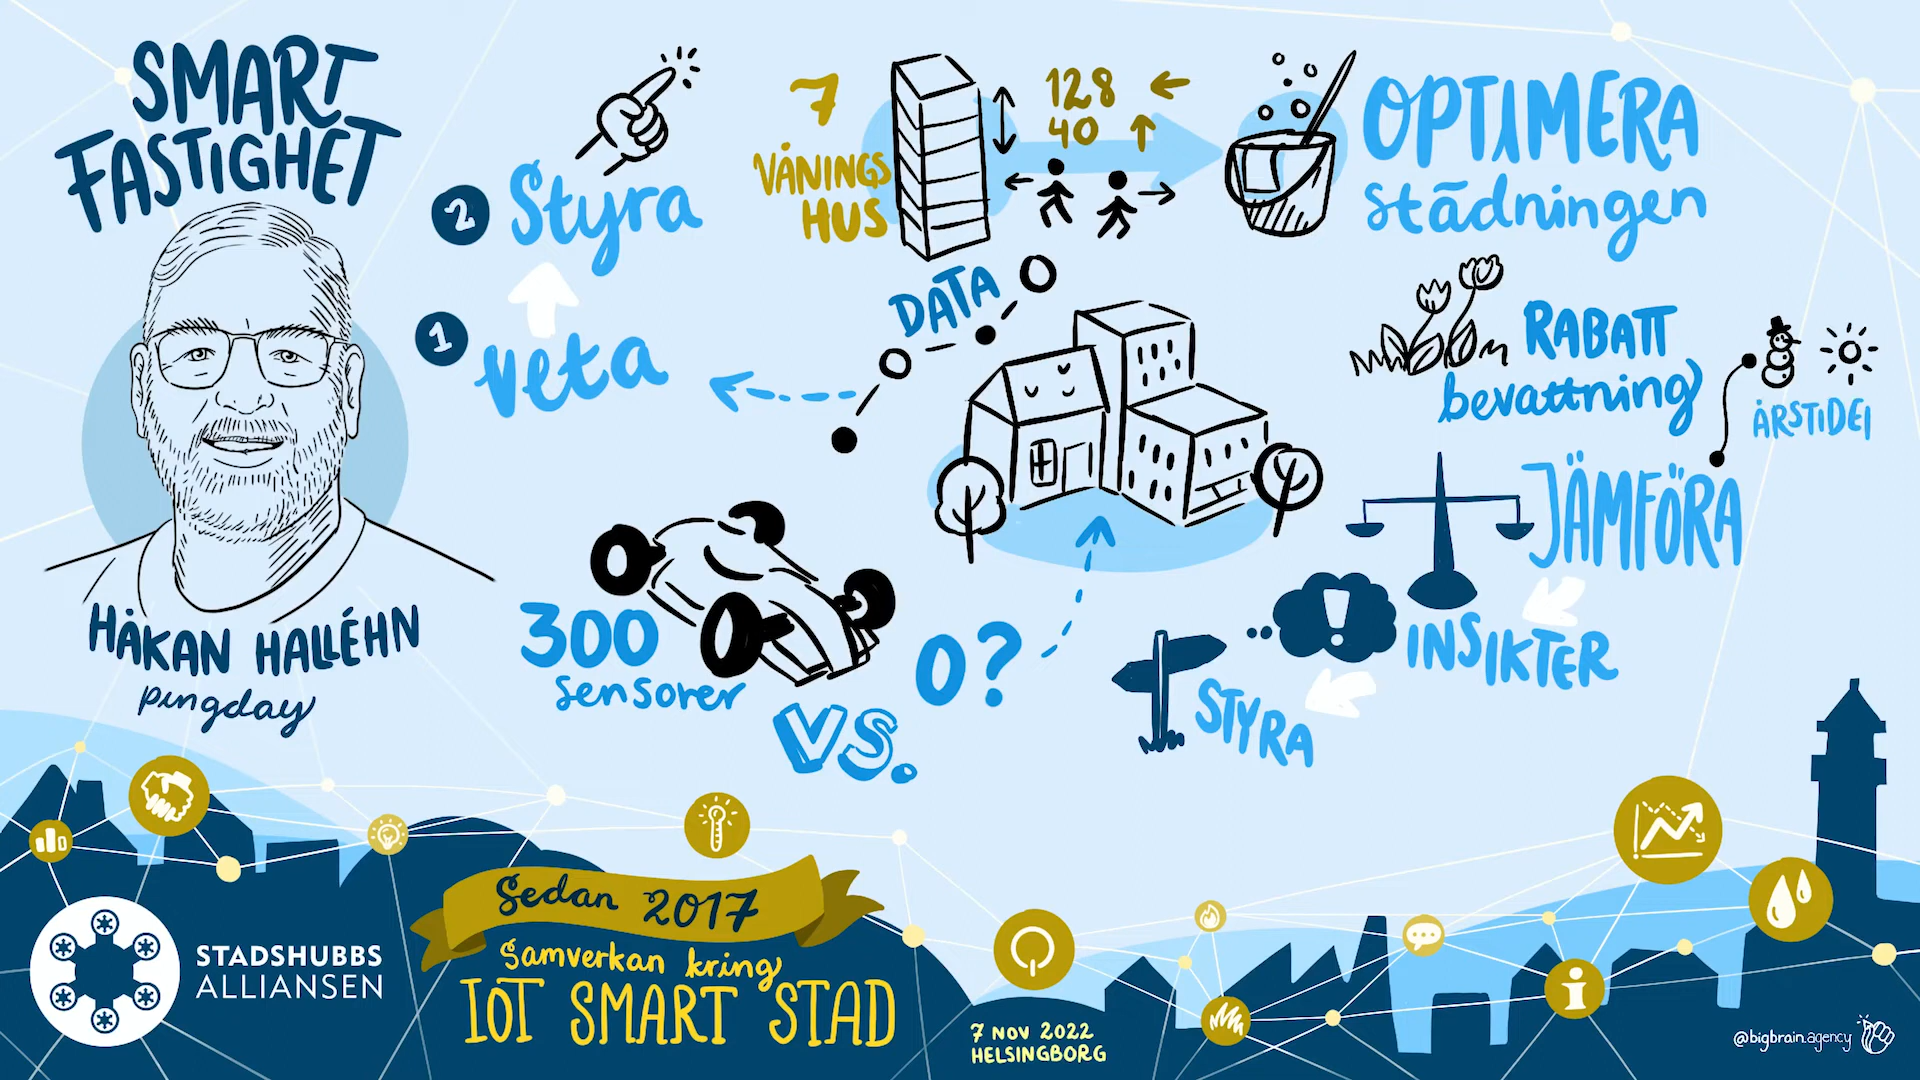 SMART
FASTIGHET
HÅKAN HALLÉHN
pingday
2 Styra
1 Veta
7
VÅNINGS
HUS
128
40
OPTIMERA
städningen
DATA
RABATT
bevattning
ÅRSTIDEI
JÄMFÖRA
INSIKTER
STYRA
300
sensorer
VS.
0?
STADSHUBBS
ALLIANSEN
Sedan 2017
Samverkan kring
IOT SMART STAD
7 NOV 2022
HELSINGBORG
@bigbrain.agency